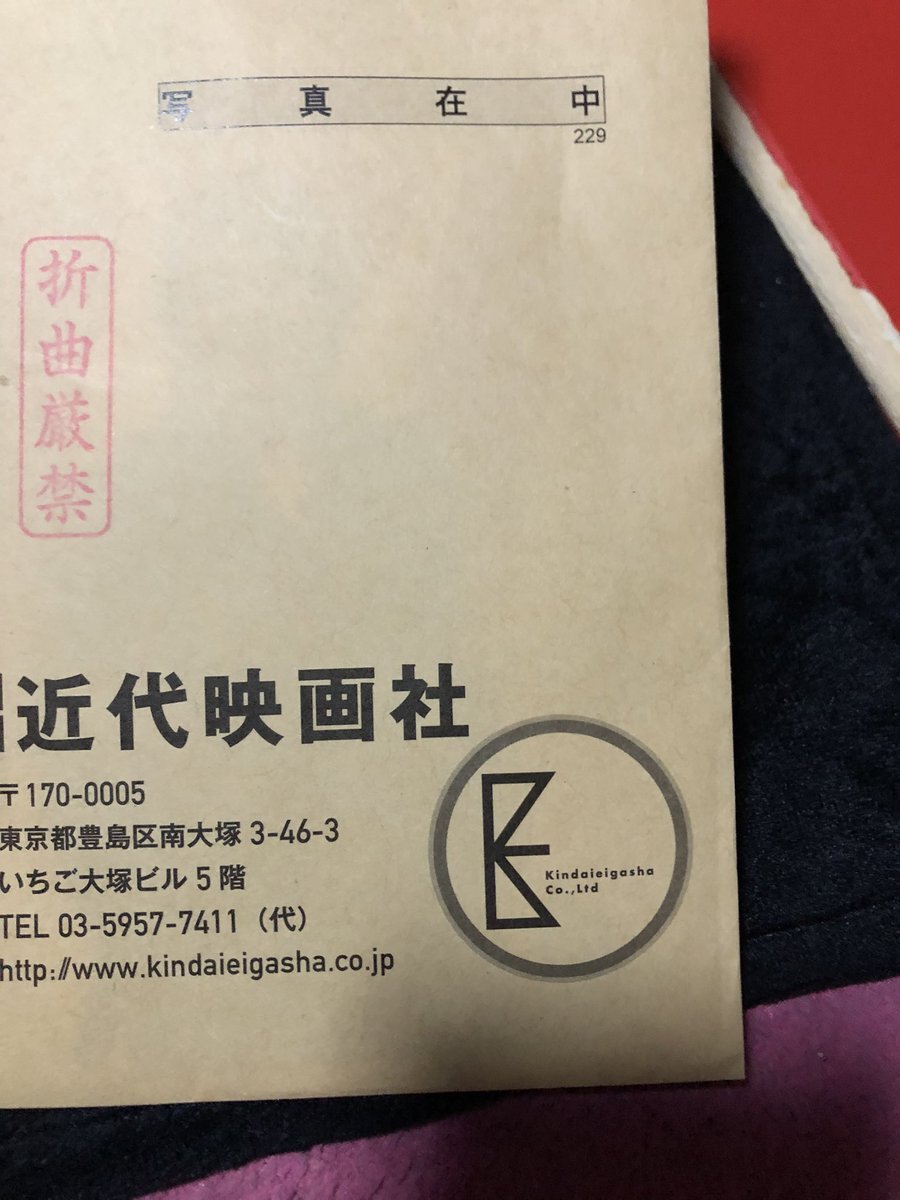 写真在中
229
折曲厳禁
近代映画社
〒170-0005
東京都豊島区南大塚 3-46-3
いちご大塚ビル 5 階
TEL 03-5957-7411（代）
http://www.kindaieigasha.co.jp
Kindaieigasha
Co.,Ltd